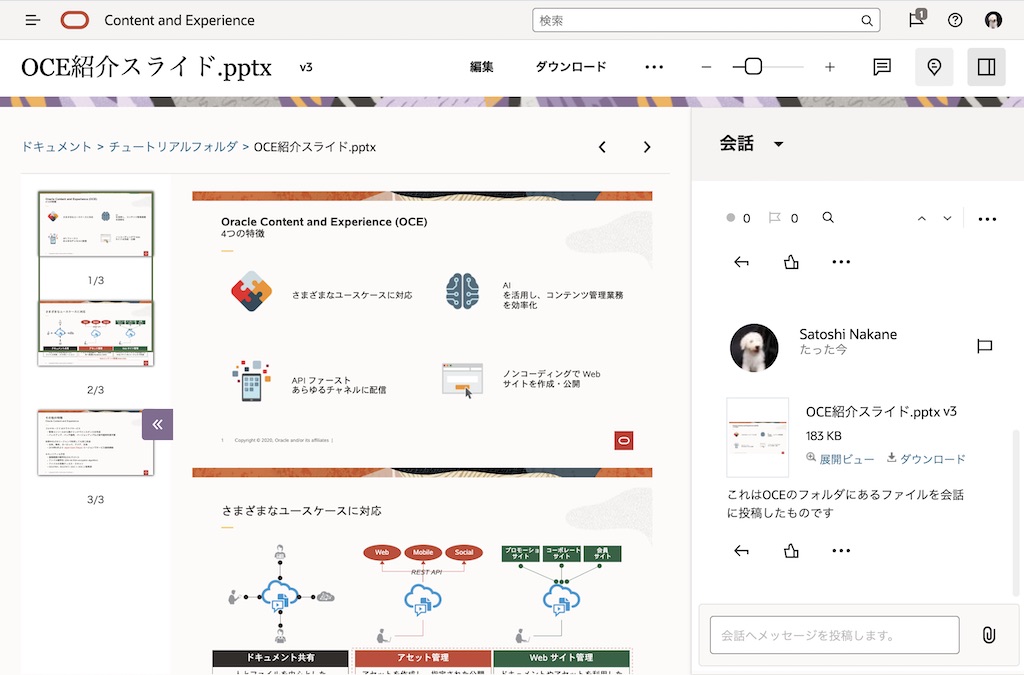 Content and Experience
検索
1
OCE紹介スライド.pptx
v3
編集
ダウンロード
ドキュメント > チュートリアルフォルダ > OCE紹介スライド.pptx
1/3
2/3
3/3
Oracle Content and Experience (OCE)
4つの特徴
さまざまなユースケースに対応
AI
を活用し、コンテンツ管理業務
を効率化
API ファースト
あらゆるチャネルに配信
ノンコーディングで Web
サイトを作成・公開
1 Copyright © 2020, Oracle and/or its affiliates |
さまざまなユースケースに対応
Web
Mobile
Social
REST API
プロモーション
サイト
コーポレート
サイト
会員
サイト
ドキュメント共有
アセット管理
Web サイト管理
会話
0
0
Satoshi Nakane
たった今
OCE紹介スライド.pptx v3
183 KB
展開ビュー
ダウンロード
これはOCEのフォルダにあるファイルを会話
に投稿したものです
会話へメッセージを投稿します。